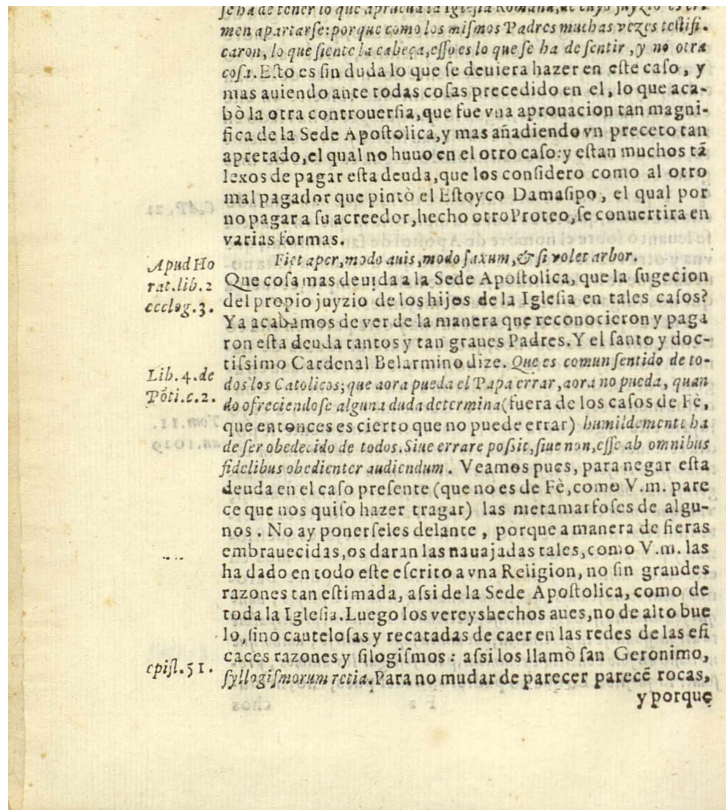 se ha de tener lo que aprueua la Iglesia Romana, de cuyo juyzio es cri
men apartarse: porque como los mismos Padres muchas vezes testifi.
caron, lo que siente la cabeça, esso es lo que se ha de sentir, y no otra
cosa. Esto es sin duda lo que se deuiera hazer en este caso, y
mas auiendo ante todas cosas precedido en el, lo que aca-
bò la otra controuersia, que fue vna aprouacion tan magni-
fica de la Sede Apostolica, y mas añadiendo vn preceto tan
apretado, el qual no huuo en el otro caso: y estan muchos tā
lexos de pagar esta deuda, que los considero como al otro
mal pagador que pintò el Estoyco Damasipo, el qual por
no pagar a su acreedor, hecho otro Proteo, se conuertira en
varias formas.
Fiet aper, modo auis, modo saxum, & si volet arbor.
Apud Ho
rat. lib. 2
ecclog. 3.
Que cosa mas deuida a la Sede Apostolica, que la sugecion
del propio juyzio de los hijos de la Iglesia en tales casos?
Ya acabamos de ver de la manera que reconocieron y paga
ron esta deuda tantos y tan graues Padres. Y el santo y doc-
tissimo Cardenal Belarmino dize. Que es comun sentido de to-
Lib. 4. de
Pōti. c. 2.
dos los Catolicos; que aora pueda el Papa errar, aora no pueda, quan
do ofreciendose alguna duda determina (fuera de los casos de Fè,
que entonces es cierto que no puede errar) humildemente ha
de ser obedecido de todos. Siue errare possit, siue non, esse ab omnibus
fidelibus obedienter audiendum. Veamos pues, para negar esta
deuda en el caso presente (que no es de Fè, como V.m. pare
ce que nos quiso hazer tragar) las metamarfoses de algu-
nos. No ay ponerseles delante, porque a manera de fieras
embrauecidas, os daran las nauajadas tales, como V.m. las
ha dado en todo este escrito a vna Religion, no sin grandes
razones tan estimada, assi de la Sede Apostolica, como de
toda la Iglesia. Luego los vereys hechos aues, no de alto bue
lo, sino cautelosas y recatadas de caer en las redes de las efi
caces razones y silogismos: assi los llamò san Geronimo,
epist. 51.
syllogismorum retia. Para no mudar de parecer parecē rocas,
y porque